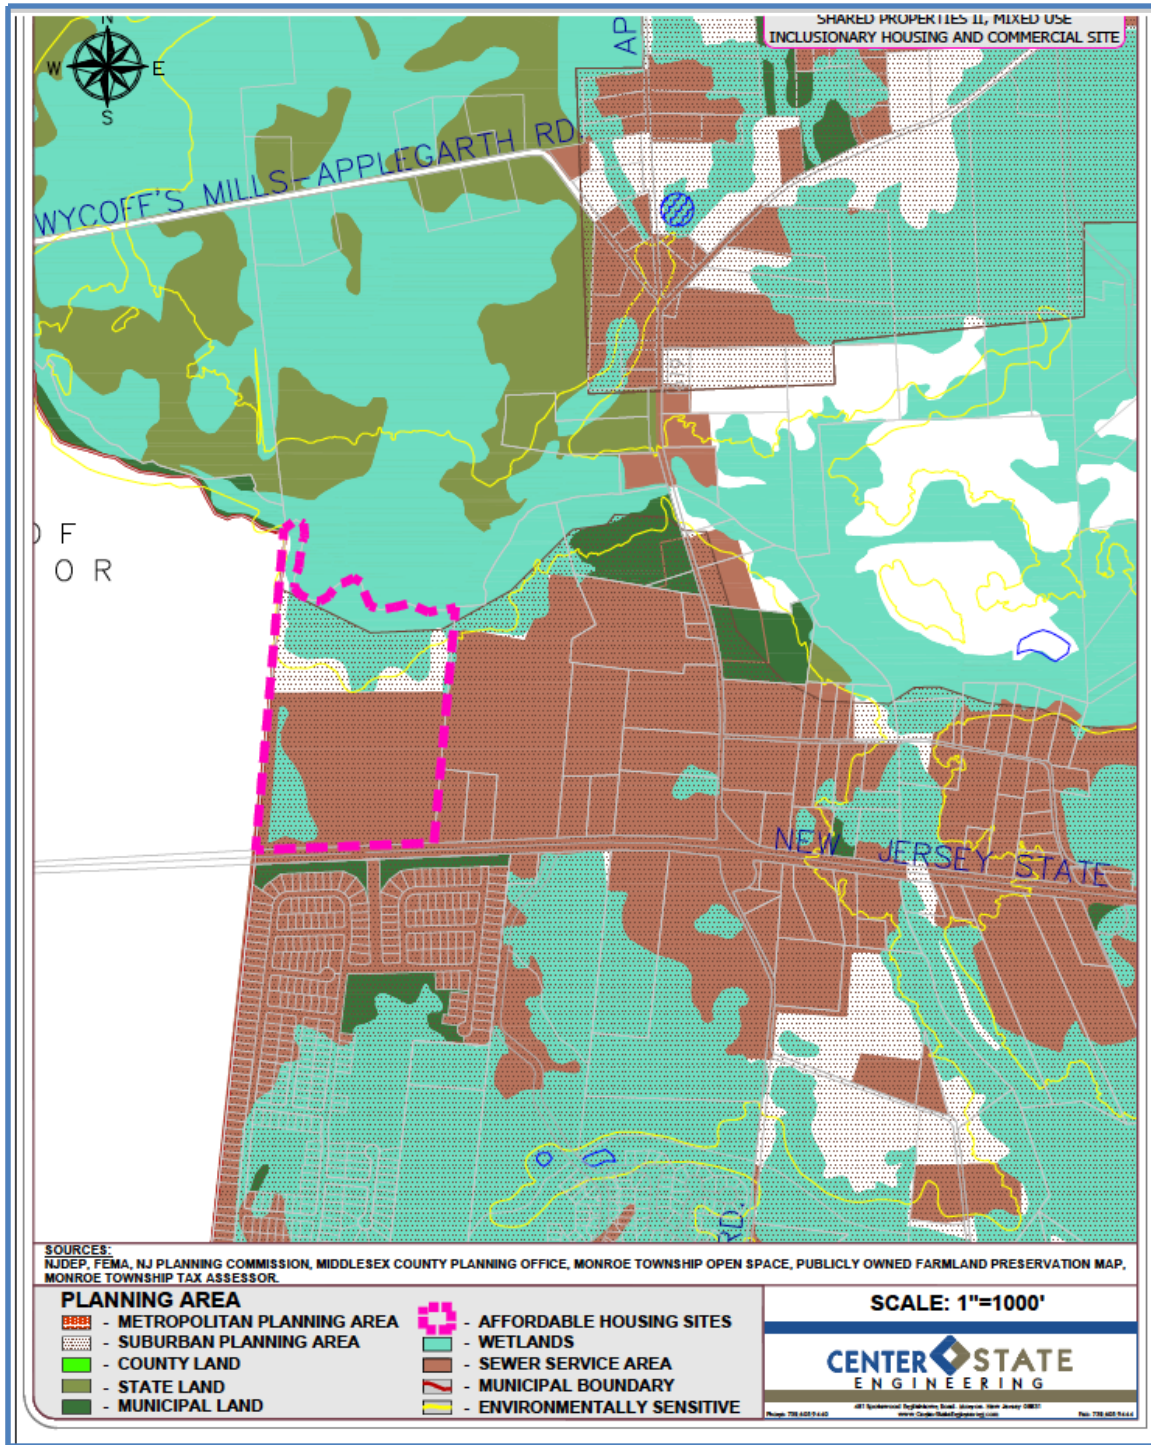 SHARED PROPERTIES II, MIXED USE
INCLUSIONARY HOUSING AND COMMERCIAL SITE
N
W E
S
AP
WYCOFF'S MILLS-APPLEGARTH RD.
OF
OR
NEW JERSEY STATE
RD.
SOURCES:
NJDEP, FEMA, NJ PLANNING COMMISSION, MIDDLESEX COUNTY PLANNING OFFICE, MONROE TOWNSHIP OPEN SPACE, PUBLICLY OWNED FARMLAND PRESERVATION MAP,
MONROE TOWNSHIP TAX ASSESSOR.
PLANNING AREA
- METROPOLITAN PLANNING AREA
- SUBURBAN PLANNING AREA
- COUNTY LAND
- STATE LAND
- MUNICIPAL LAND
- AFFORDABLE HOUSING SITES
- WETLANDS
- SEWER SERVICE AREA
- MUNICIPAL BOUNDARY
- ENVIRONMENTALLY SENSITIVE
SCALE: 1"=1000'
CENTER STATE
ENGINEERING